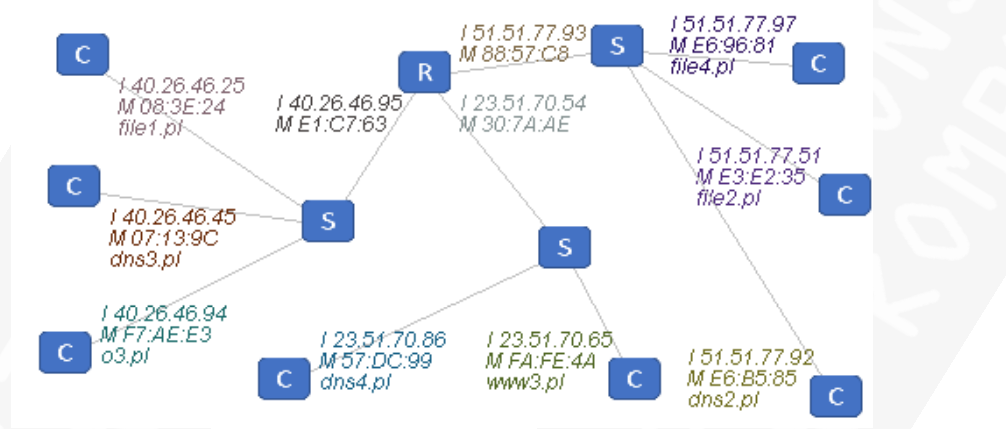 C
I 40.26.46.25
M 08:3E:24
file1.pl
C
I 40.26.46.45
M 07:13:9C
dns3.pl
C
I 40.26.46.94
M F7:AE:E3
o3.pl
S
I 40.26.46.95
M E1:C7:63
R
I 51.51.77.93
M 88:57:C8
I 23.51.70.54
M 30:7A:AE
S
I 51.51.77.97
M E6:96:81
file4.pl
C
I 51.51.77.51
M E3:E2:35
file2.pl
C
S
I 23.51.70.86
M 57:DC:99
dns4.pl
C
I 23.51.70.65
M FA:FE:4A
www3.pl
C
I 51.51.77.92
M E6:B5:85
dns2.pl
C